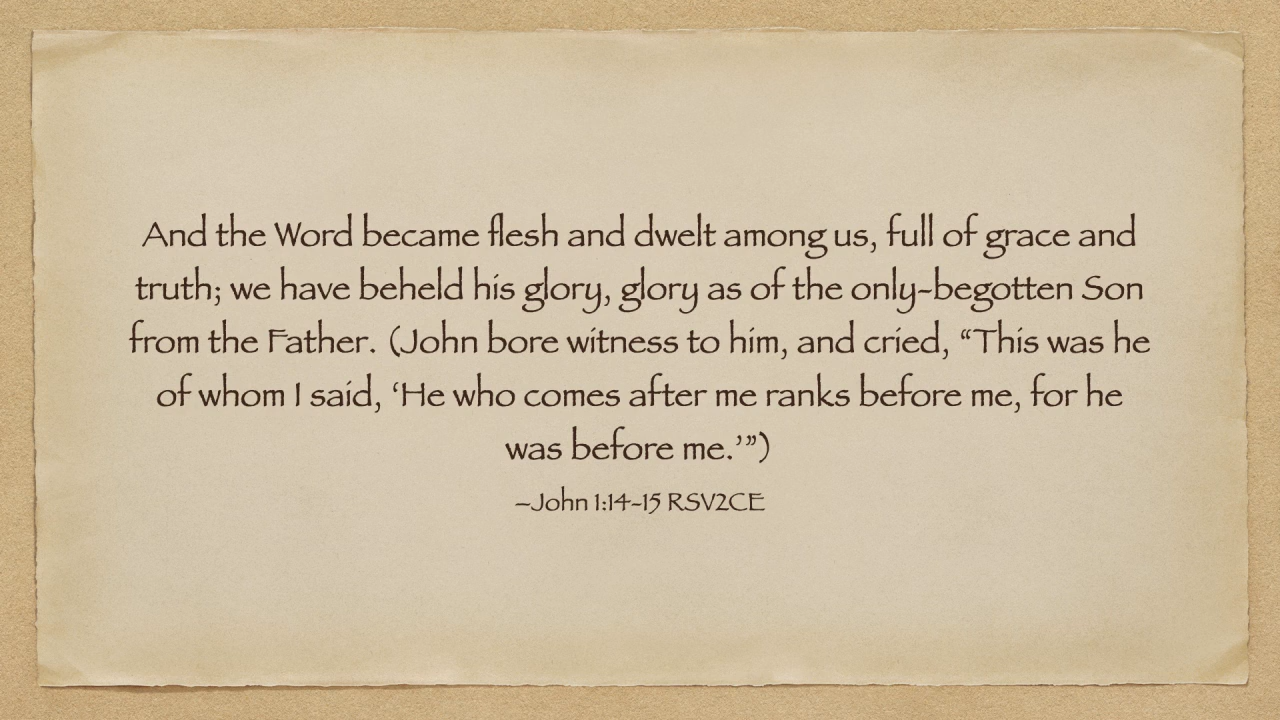 And the Word became flesh and dwelt among us, full of grace and
truth; we have beheld his glory, glory as of the only-begotten Son
from the Father. (John bore witness to him, and cried, “This was he
of whom I said, ‘He who comes after me ranks before me, for he
was before me.’”)
–John 1:14-15 RSV2CE